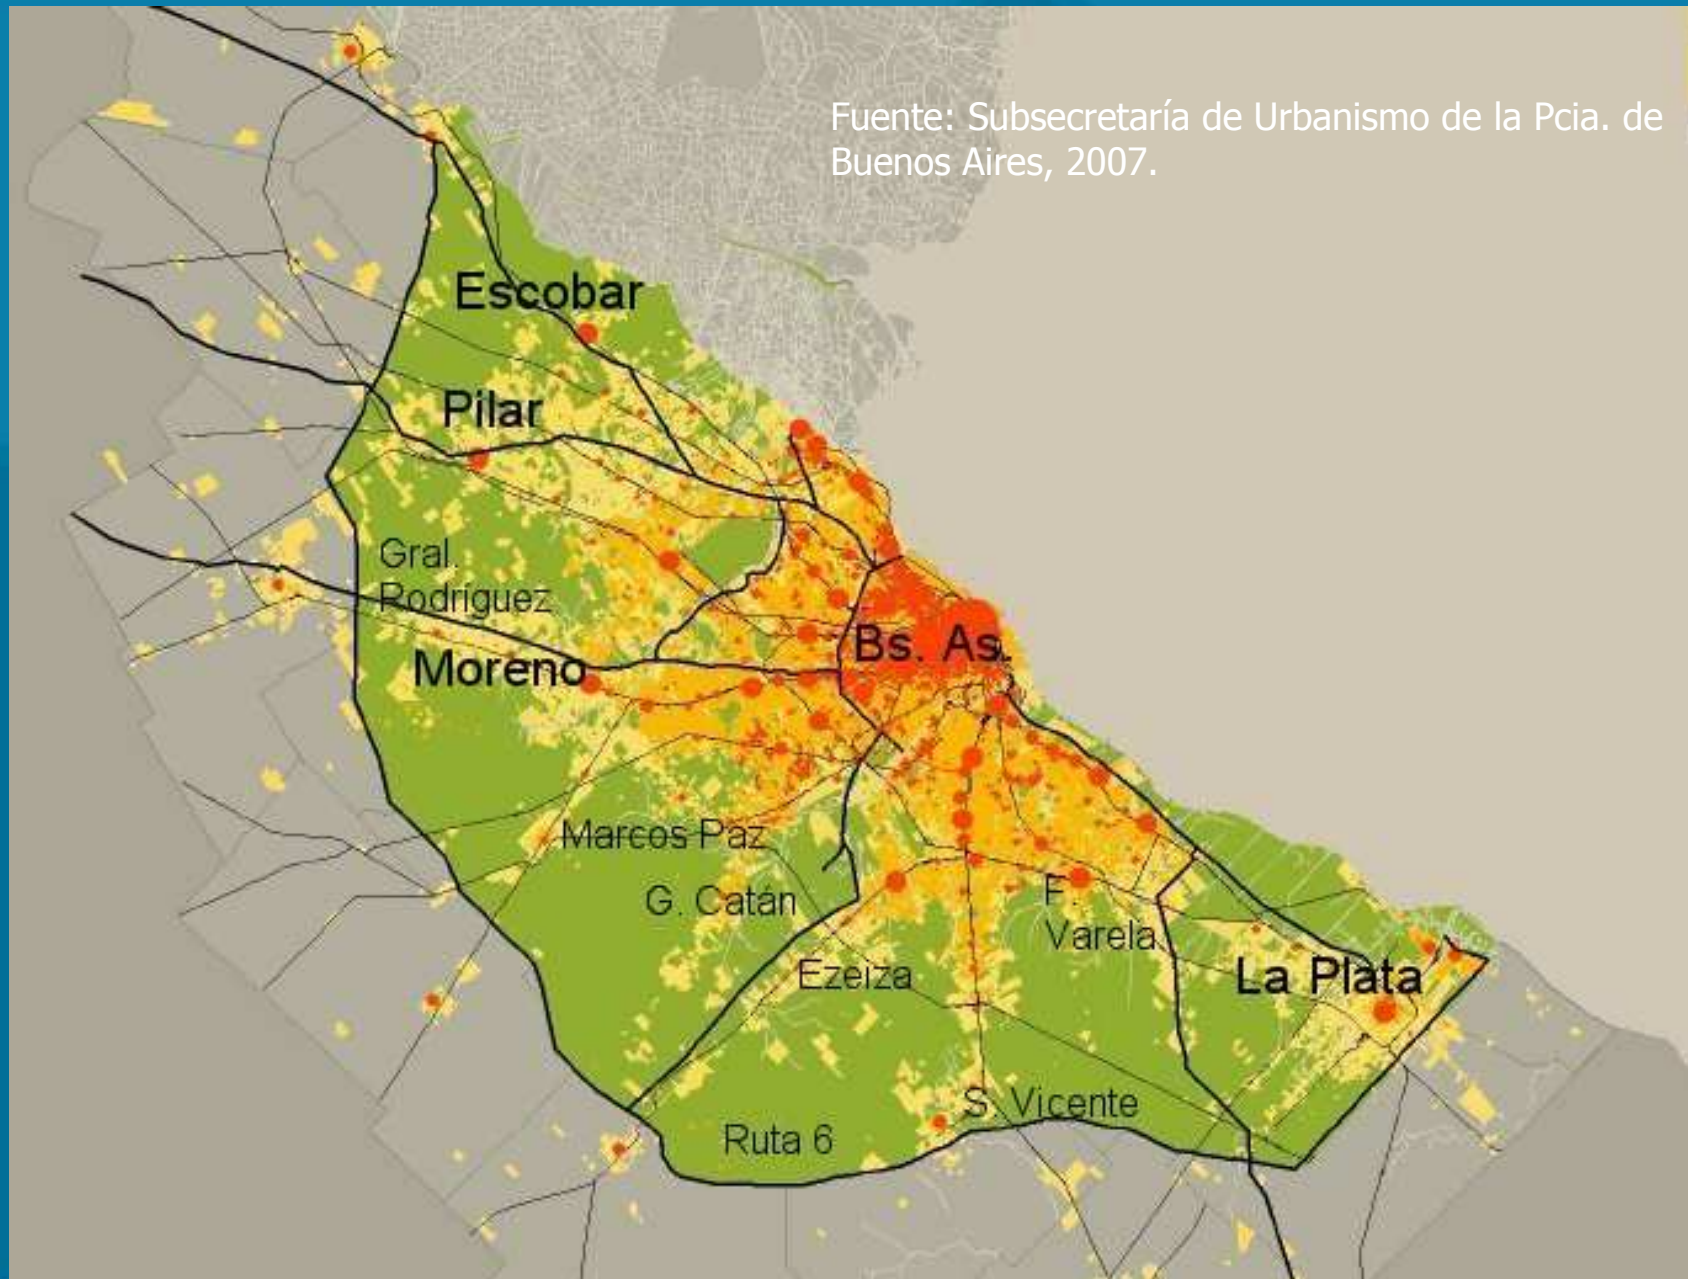 Fuente: Subsecretaría de Urbanismo de la Pcia. de
Buenos Aires, 2007.
Escobar
Pilar
Gral.
Rodríguez
Bs. As.
Moreno
Marcos Paz
G. Catán
F.
Varela
Ezeiza
La Plata
S. Vicente
Ruta 6